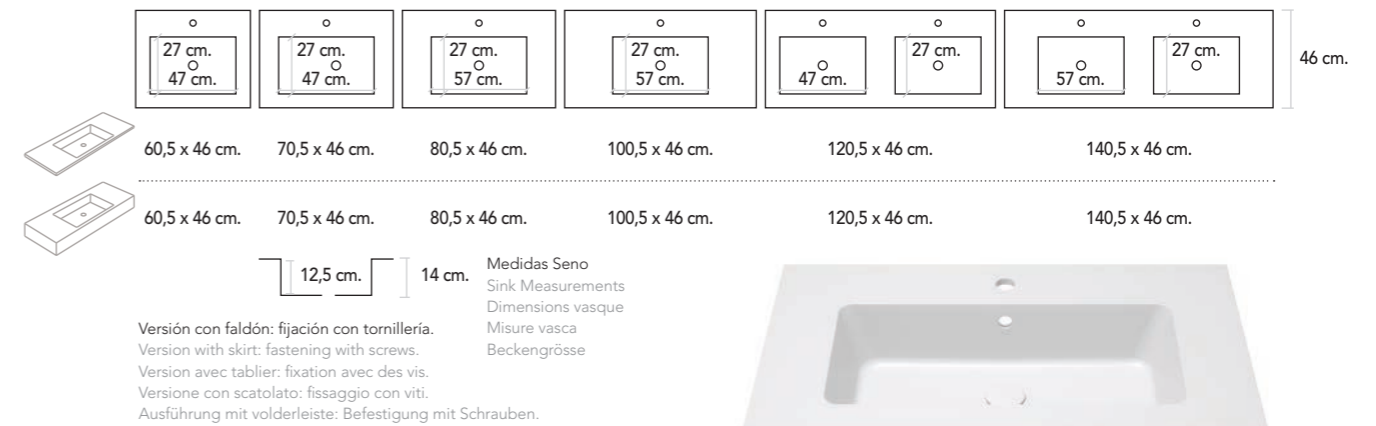 27 cm. 27 cm. 27 cm. 27 cm. 27 cm. 27 cm.
46 cm.
47 cm. 47 cm. 57 cm. 57 cm. 47 cm. 57 cm.
60,5 x 46 cm. 70,5 x 46 cm. 80,5 x 46 cm. 100,5 x 46 cm. 120,5 x 46 cm. 140,5 x 46 cm.
60,5 x 46 cm. 70,5 x 46 cm. 80,5 x 46 cm. 100,5 x 46 cm. 120,5 x 46 cm. 140,5 x 46 cm.
12,5 cm. 14 cm.
Medidas Seno
Sink Measurements
Dimensions vasque
Misure vasca
Beckengrösse
Versión con faldón: fijación con tornillería.
Version with skirt: fastening with screws.
Version avec tablier: fixation avec des vis.
Versione con scatolato: fissaggio con viti.
Ausführung mit volderleiste: Befestigung mit Schrauben.